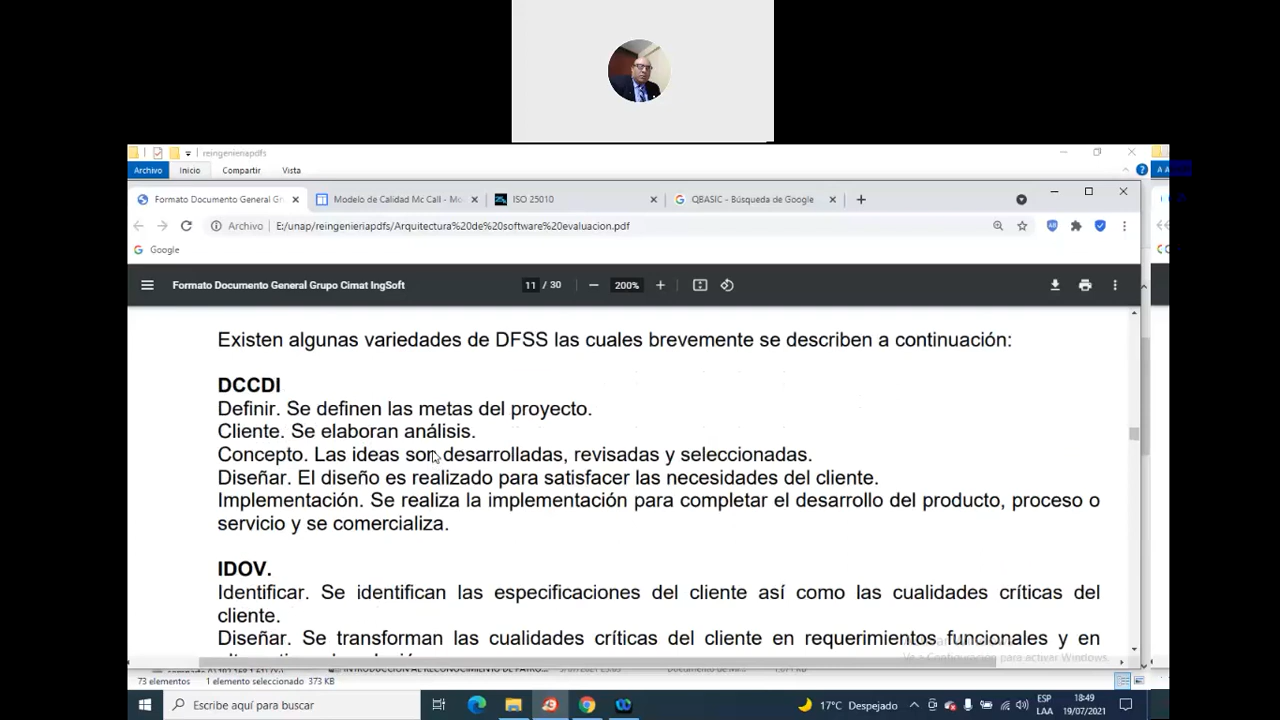 reingenieriapdfs
Archivo Inicio Compartir Vista
Formato Documento General Gr
Modelo de Calidad Mc Call - Mo
ISO 25010
QBASIC - Búsqueda de Google
Archivo E:/unap/reingenieriapdfs/Arquitectura%20de%20software%20evaluacion.pdf
Google
Formato Documento General Grupo Cimat IngSoft
11 / 30
200%
Existen algunas variedades de DFSS las cuales brevemente se describen a continuación:
DCCDI
Definir. Se definen las metas del proyecto.
Cliente. Se elaboran análisis.
Concepto. Las ideas son desarrolladas, revisadas y seleccionadas.
Diseñar. El diseño es realizado para satisfacer las necesidades del cliente.
Implementación. Se realiza la implementación para completar el desarrollo del producto, proceso o
servicio y se comercializa.
IDOV.
Identificar. Se identifican las especificaciones del cliente así como las cualidades críticas del
cliente.
Diseñar. Se transforman las cualidades críticas del cliente en requerimientos funcionales y en
Ve a Configuración para activar Windows.
73 elementos 1 elemento seleccionado 373 KB
Escribe aquí para buscar
17°C Despejado
ESP
LAA
18:49
19/07/2021